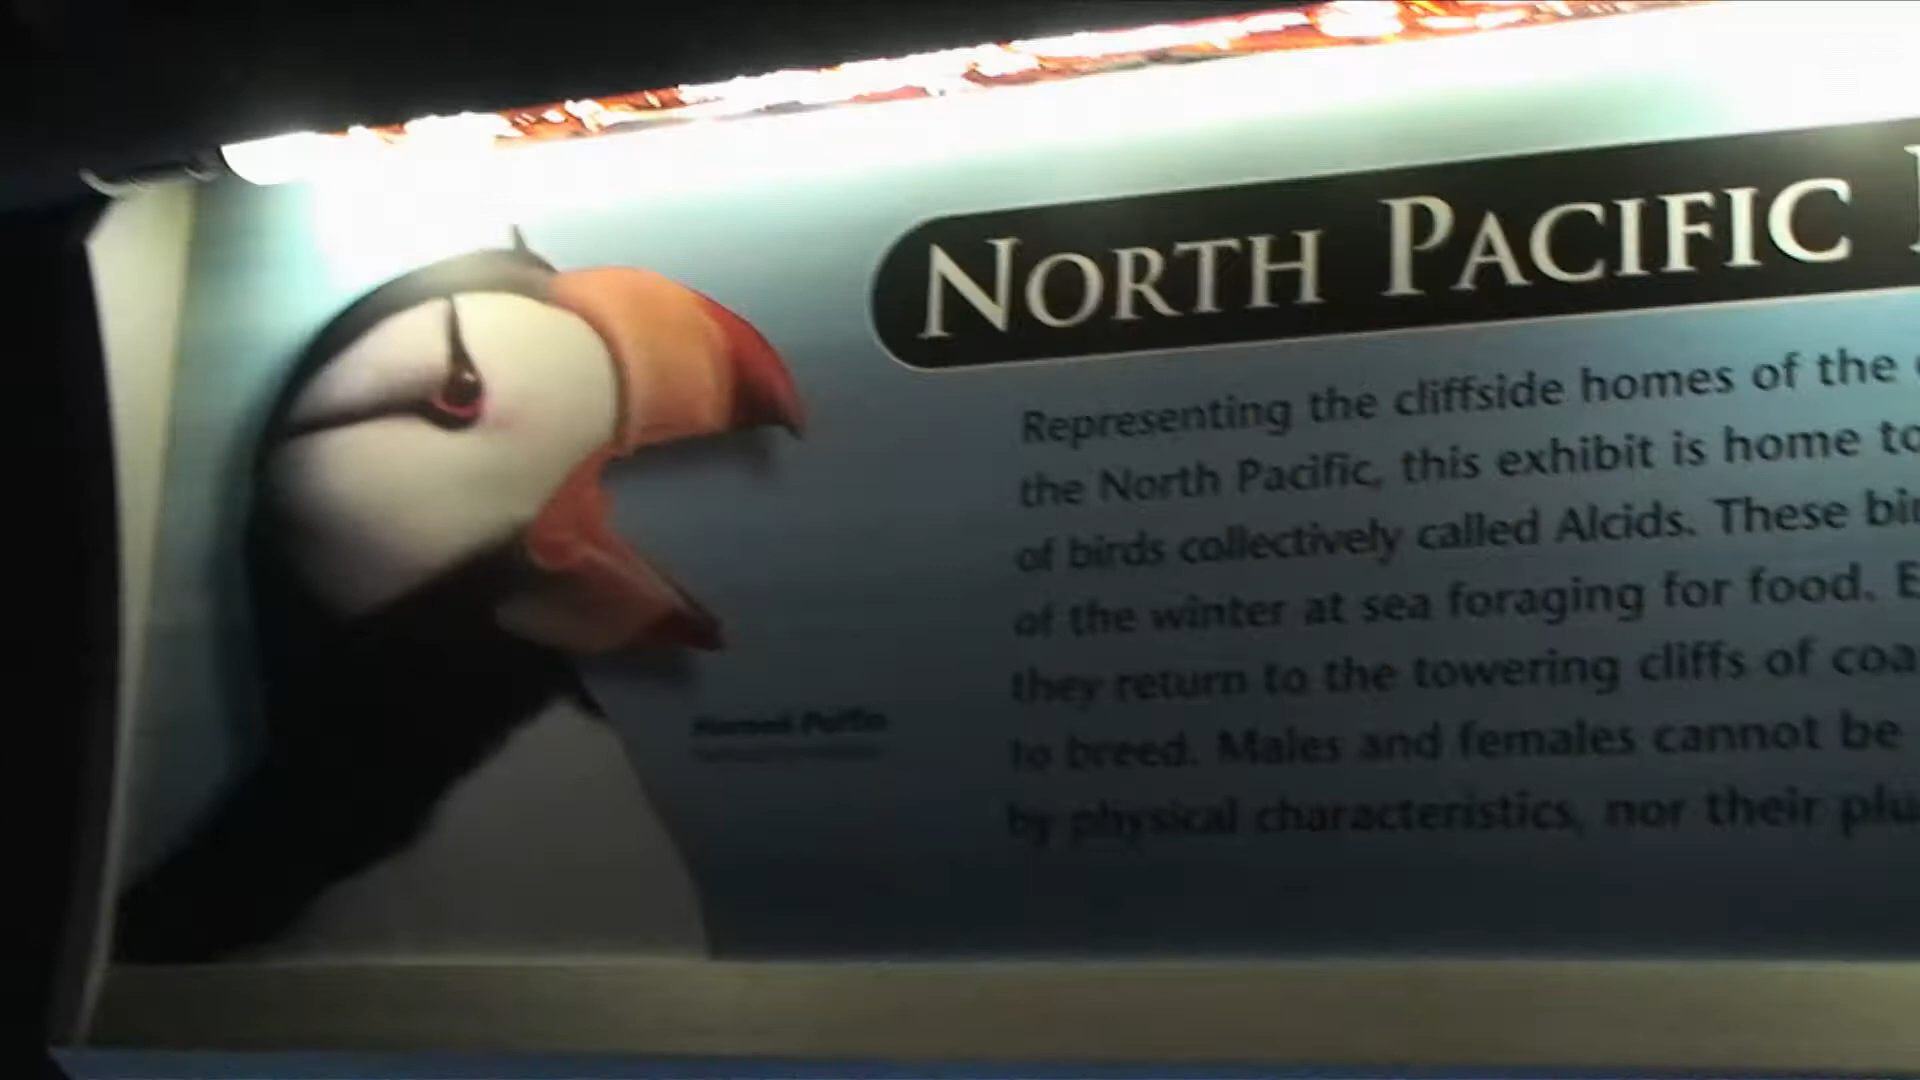 NORTH PACIFIC
Representing the cliffside homes of the
the North Pacific, this exhibit is home to
of birds collectively called Alcids. These
of the winter at sea foraging for food.
they return to the towering cliffs of
to breed. Males and females cannot be
by physical characteristics, nor their
Horned Puffin